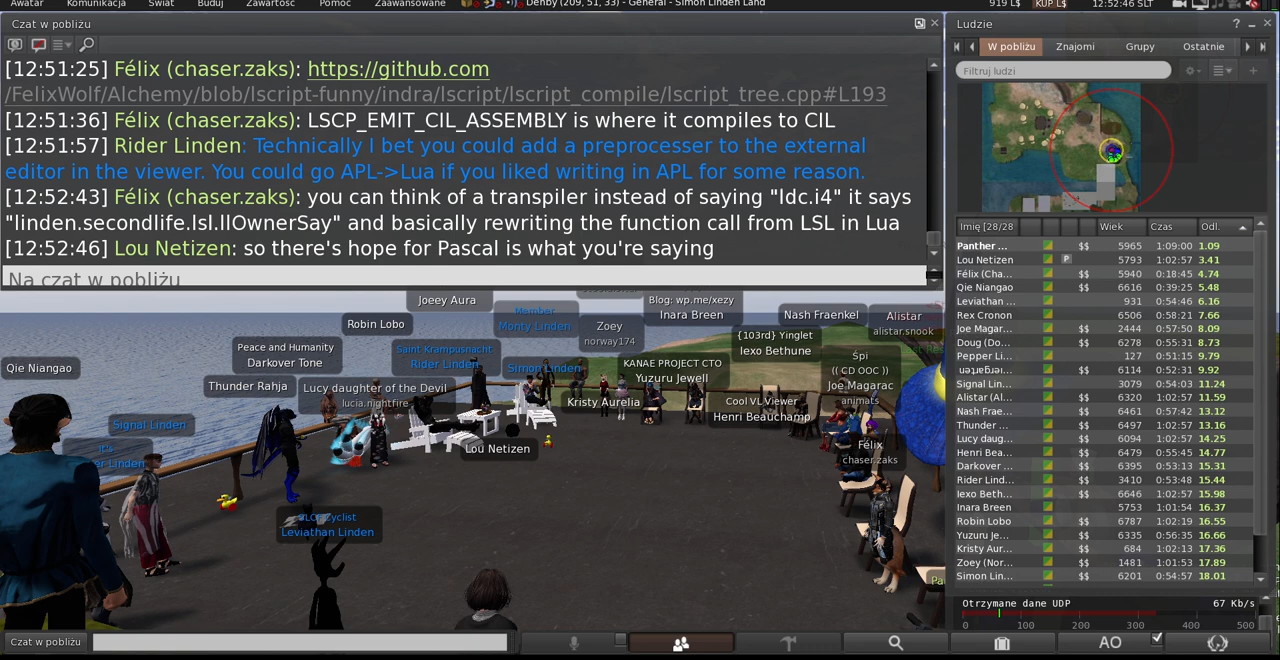 Awatar Komunikacja Świat Buduj Zawartość Pomoc Zaawansowane Denby (209, 51, 33) - General - Simon Linden Land 919 L$ KUP L$ 12:52:46 SLT
Czat w pobliżu
[12:51:25] Félix (chaser.zaks): https://github.com
/FelixWolf/Alchemy/blob/lscript-funny/indra/lscript/lscript_compile/lscript_tree.cpp#L193
[12:51:36] Félix (chaser.zaks): LSCP_EMIT_CIL_ASSEMBLY is where it compiles to CIL
[12:51:57] Rider Linden: Technically I bet you could add a preprocesser to the external
editor in the viewer. You could go APL->Lua if you liked writing in APL for some reason.
[12:52:43] Félix (chaser.zaks): you can think of a transpiler instead of saying "ldc.i4" it says
"linden.secondlife.lsl.llOwnerSay" and basically rewriting the function call from LSL in Lua
[12:52:46] Lou Netizen: so there's hope for Pascal is what you're saying
Na czat w pobliżu
Joeey Aura
Blog: wp.me/xezy
Inara Breen
Member
Monty Linden
Robin Lobo
Zoey
norway174
Nash Fraenkel
Alistar
alistar.snook
{103rd} Yinglet
Iexo Bethune
Peace and Humanity
Darkover Tone
Saint Krampusnacht
Rider Linden
Simon Linden
KANAE PROJECT CTO
Yuzuru Jewell
Śpi
(( CD OOC ))
Joe Magarac
animats
Qie Niangao
Thunder Rahja
Lucy daughter of the Devil
lucia.nightfire
Kristy Aurelia
Cool VL Viewer
Henri Beauchamp
Signal Linden
It's
er Linden
Lou Netizen
Félix
chaser.zaks
Cyclist
Leviathan Linden
Pa
Czat w pobliżu
Ludzie
? _ ×
W pobliżu Znajomi Grupy Ostatnie
Filtruj ludzi
Imię [28/28 Wiek Czas Odl.
Panther ... $$ 5965 1:09:00 1.09
Lou Netizen P 5793 1:02:57 3.41
Félix (Cha... $$ 5940 0:18:45 4.74
Qie Niangao $$ 6616 0:39:25 5.48
Leviathan ... 931 0:54:46 6.16
Rex Cronon 6506 0:58:21 7.66
Joe Magar... $$ 2444 0:57:50 8.09
Doug (Do... $$ 6278 0:55:31 8.73
Pepper Li... 127 0:51:15 9.79
$$ 6114 0:52:31 9.92
Signal Lin... 3079 0:54:03 11.24
Alistar (Al... $$ 6320 1:02:57 11.59
Nash Frae... $$ 6461 0:57:42 13.12
Thunder ... $$ 6497 1:02:57 13.16
Lucy daug... $$ 6094 1:02:57 14.25
Henri Bea... $$ 6479 0:55:45 14.77
Darkover ... $$ 6395 0:53:13 15.31
Rider Lind... $$ 3410 0:53:48 15.44
Iexo Beth... $$ 6646 1:02:57 15.98
Inara Breen 5753 1:01:54 16.37
Robin Lobo $$ 6787 1:02:19 16.55
Yuzuru Je... $$ 6335 0:56:35 16.66
Kristy Aur... 684 1:02:13 17.36
Zoey (Nor... $$ 1481 1:01:53 17.89
Simon Lin... $$ 6201 0:54:57 18.01
Otrzymane dane UDP 67 Kb/s
0 100 200 300 400 500
AO